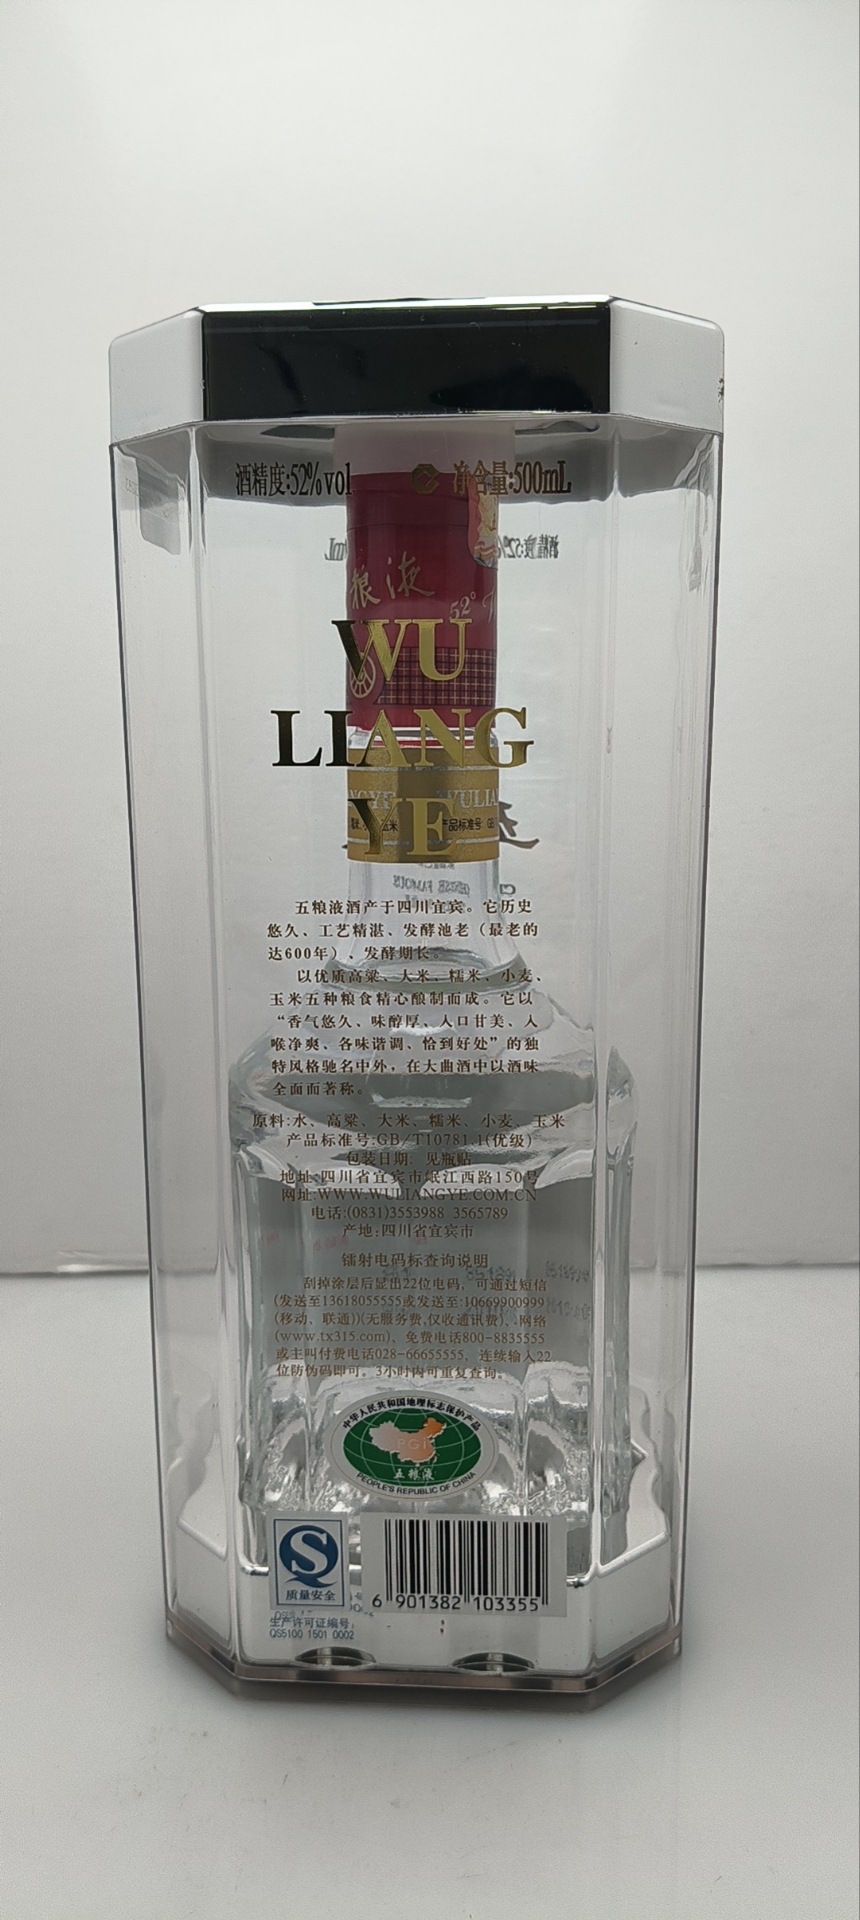 酒精度:52%vol 净含量:500mL
粮液
52°
WU
LIANG
YE
产品标准号
五粮液酒产于四川宜宾。它历史
悠久、工艺精湛、发酵池老（最老的
达600年）、发酵期长。
以优质高粱、大米、糯米、小麦、
玉米五种粮食精心酿制而成。它以
“香气悠久、味醇厚、入口甘美、入
喉净爽、各味谐调、恰到好处”的独
特风格驰名中外，在大曲酒中以酒味
全面而著称。
原料:水、高粱、大米、糯米、小麦、玉米
产品标准号:GB/T10781.1(优级)
包装日期：见瓶贴
地址:四川省宜宾市岷江西路150号
网址:WWW.WULIANGYE.COM.CN
电话:(0831)3553988 3565789
产地:四川省宜宾市
镭射电码标查询说明
刮掉涂层后显出22位电码，可通过短信
(发送至13618055555或发送至:10669900999
(移动、联通))(无服务费,仅收通讯费)、网络
(www.tx315.com)、免费电话800-8835555
或主叫付费电话028-66655555，连续输入22
位防伪码即可。3小时内可重复查询。
中华人民共和国地理标志保护产品
PGI
五粮液
PEOPLE'S REPUBLIC OF CHINA
质量安全
6 901382 103355
生产许可证编号:
QS5100 1501 0002